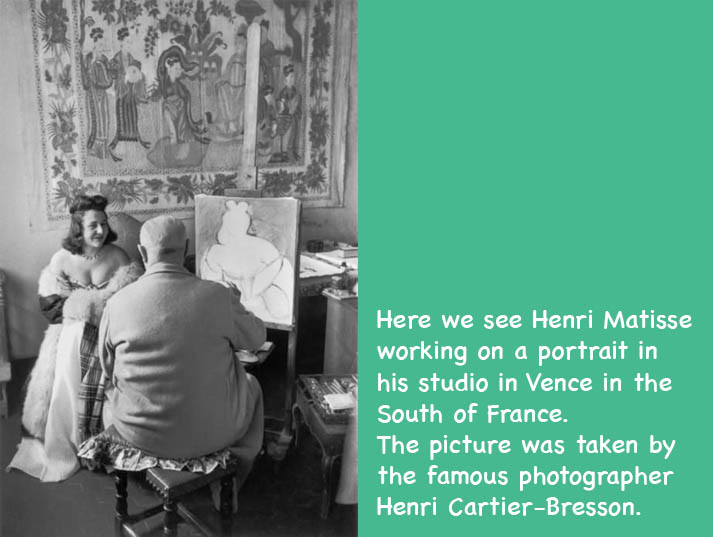 Here we see Henri Matisse
working on a portrait in
his studio in Vence in the
South of France.
The picture was taken by
the famous photographer
Henri Cartier-Bresson.